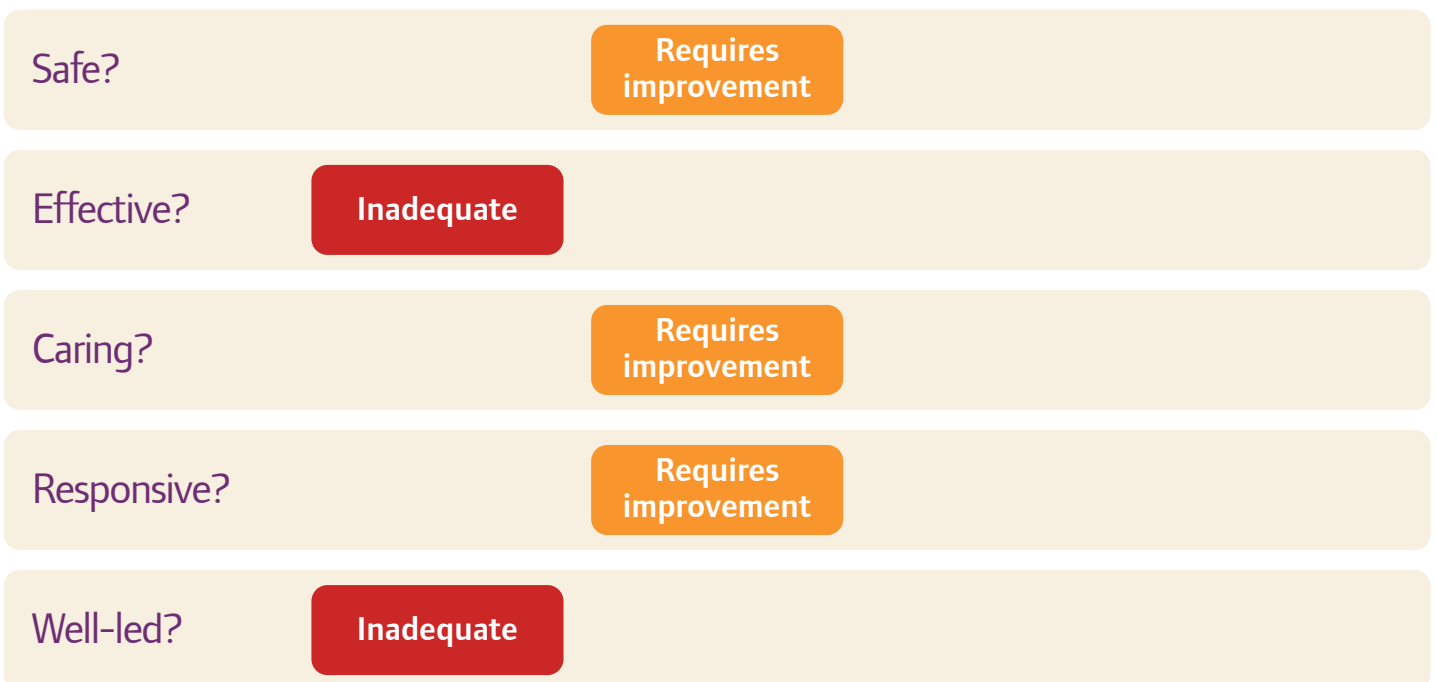 Safe?
Requires
improvement
Effective?
Inadequate
Caring?
Requires
improvement
Responsive?
Requires
improvement
Well-led?
Inadequate